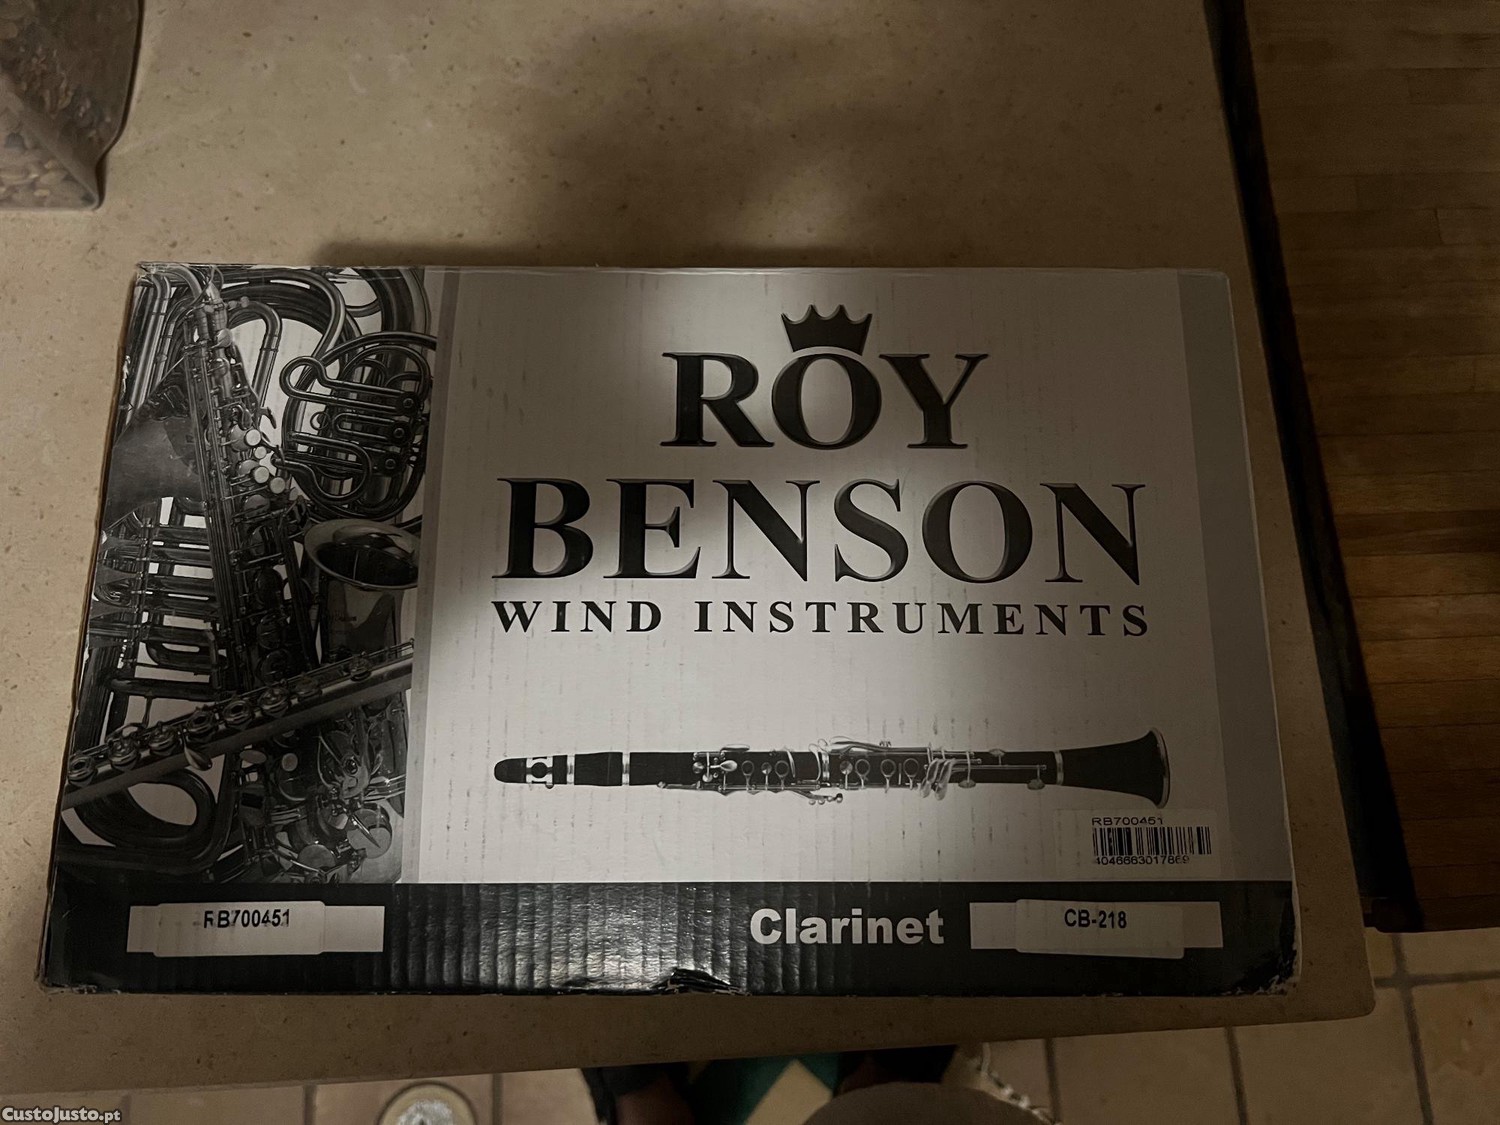 ROY
BENSON
WIND INSTRUMENTS
RB700451
4046663017869
RB700451
Clarinet
CB-218
CustoJusto.pt